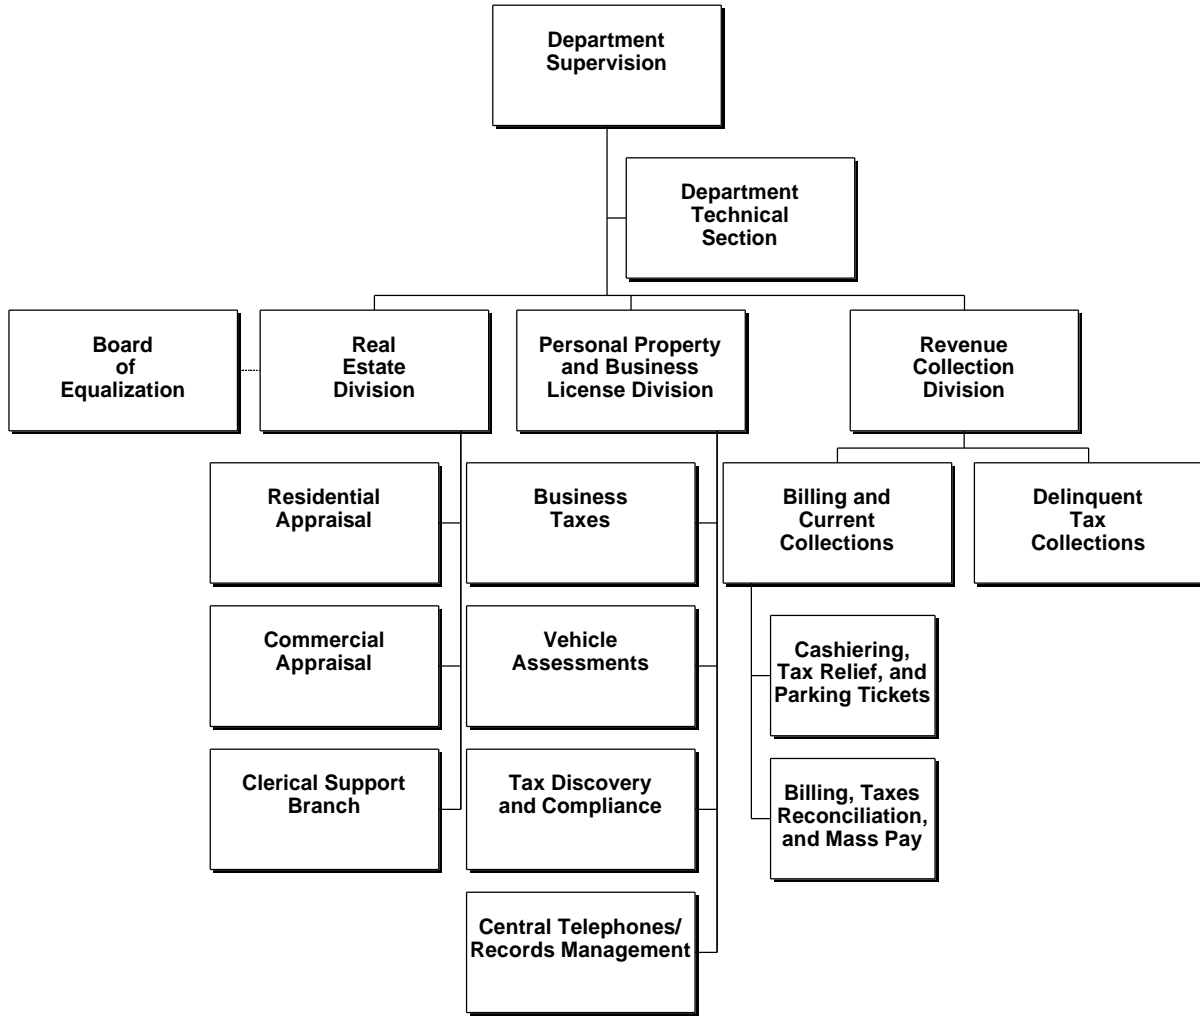 Department
Supervision
Department
Technical
Section
Board
of
Equalization
Real
Estate
Division
Personal Property
and Business
License Division
Revenue
Collection
Division
Residential
Appraisal
Business
Taxes
Billing and
Current
Collections
Delinquent
Tax
Collections
Commercial
Appraisal
Vehicle
Assessments
Cashiering,
Tax Relief, and
Parking Tickets
Clerical Support
Branch
Tax Discovery
and Compliance
Billing, Taxes
Reconciliation,
and Mass Pay
Central Telephones/
Records Management